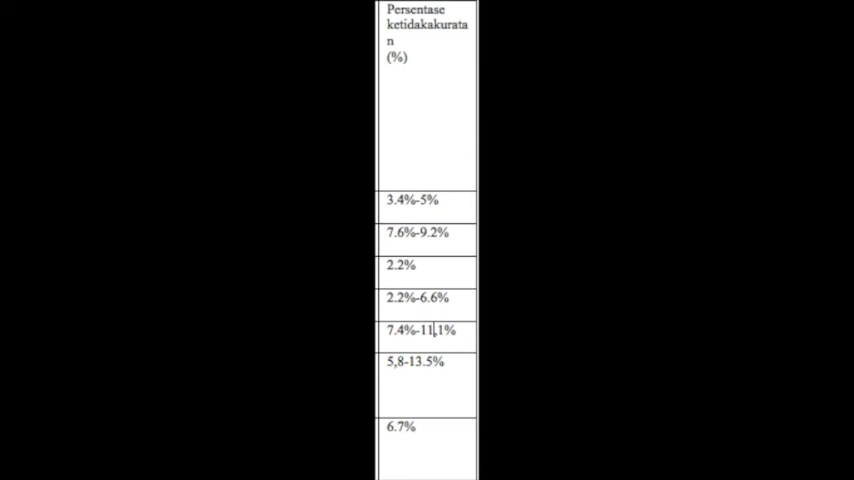 Persentase
ketidakakurata
n
(%)
3.4%-5%
7.6%-9.2%
2.2%
2.2%-6.6%
7.4%-11,1%
5,8-13.5%
6.7%